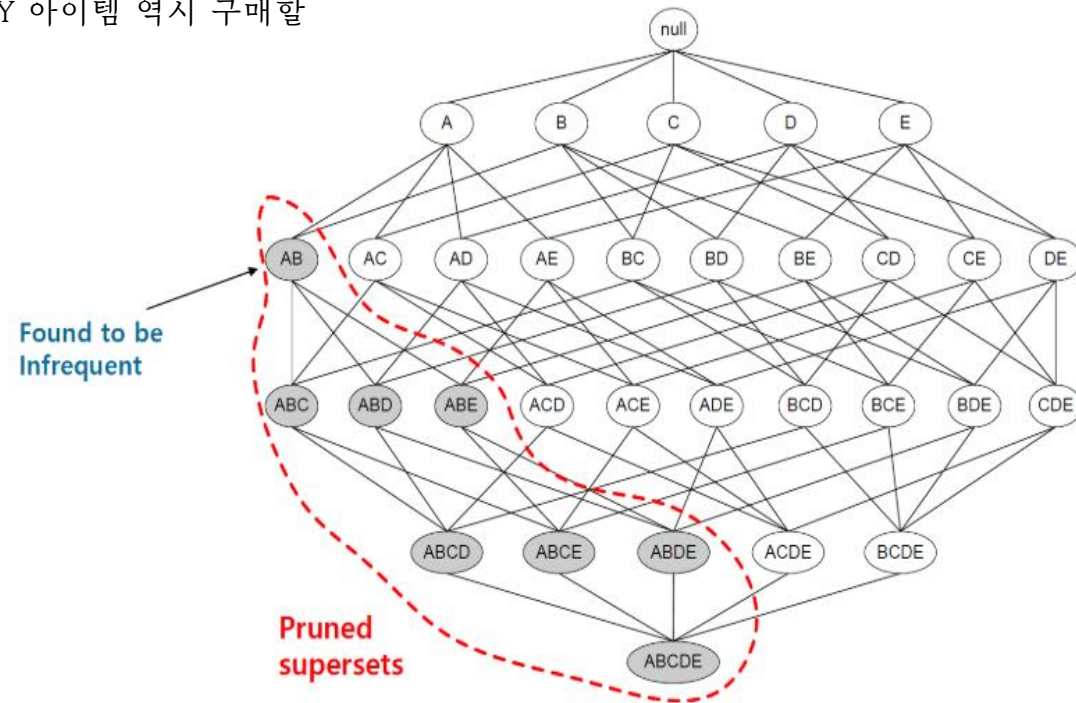 Y 아이템 역시 구매할
null
A B C D E
AB AC AD AE BC BD BE CD CE DE
Found to be
Infrequent
ABC ABD ABE ACD ACE ADE BCD BCE BDE CDE
ABCD ABCE ABDE ACDE BCDE
Pruned
supersets
ABCDE